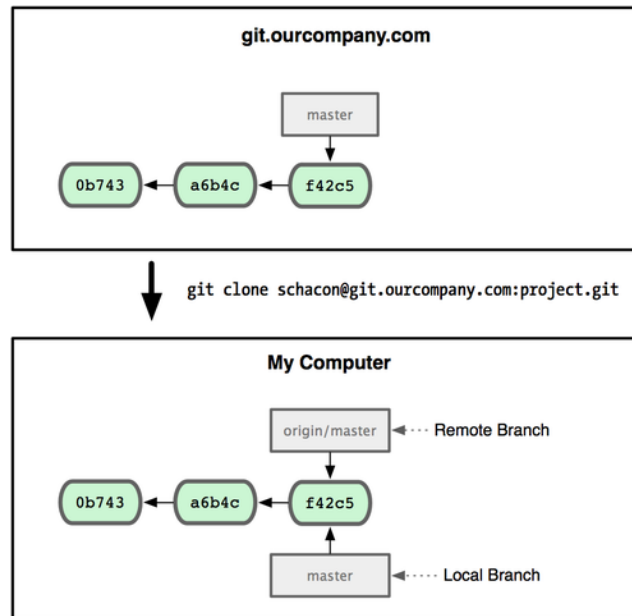 git.ourcompany.com
master
0b743 a6b4c f42c5
git clone schacon@git.ourcompany.com:project.git
My Computer
origin/master Remote Branch
0b743 a6b4c f42c5
master Local Branch